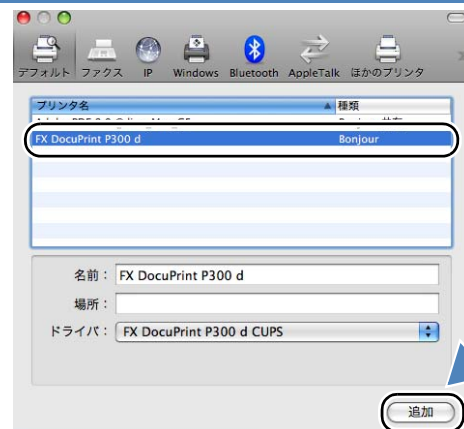 デフォルト ファクス IP Windows Bluetooth AppleTalk ほかのプリンタ
プリンタ名 種類
FX DocuPrint P300 d Bonjour
名前： FX DocuPrint P300 d
場所：
ドライバ： FX DocuPrint P300 d CUPS
追加